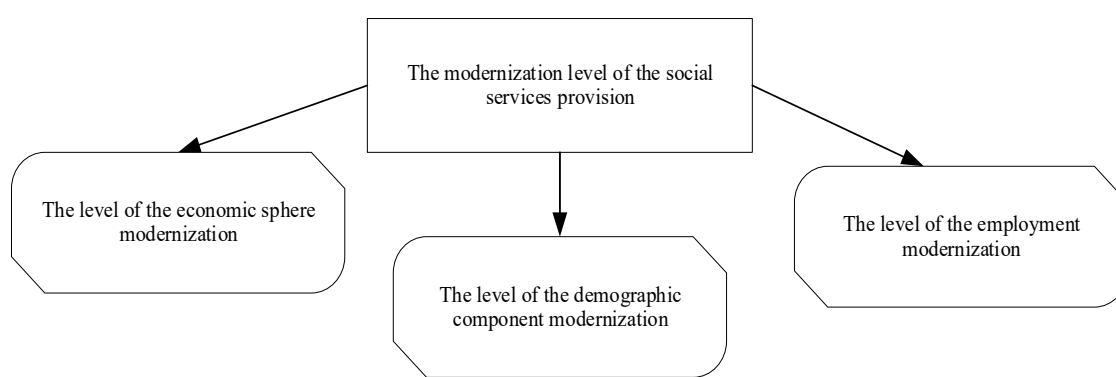 The modernization level of the social
services provision
The level of the economic sphere
modernization
The level of the demographic
component modernization
The level of the employment
modernization